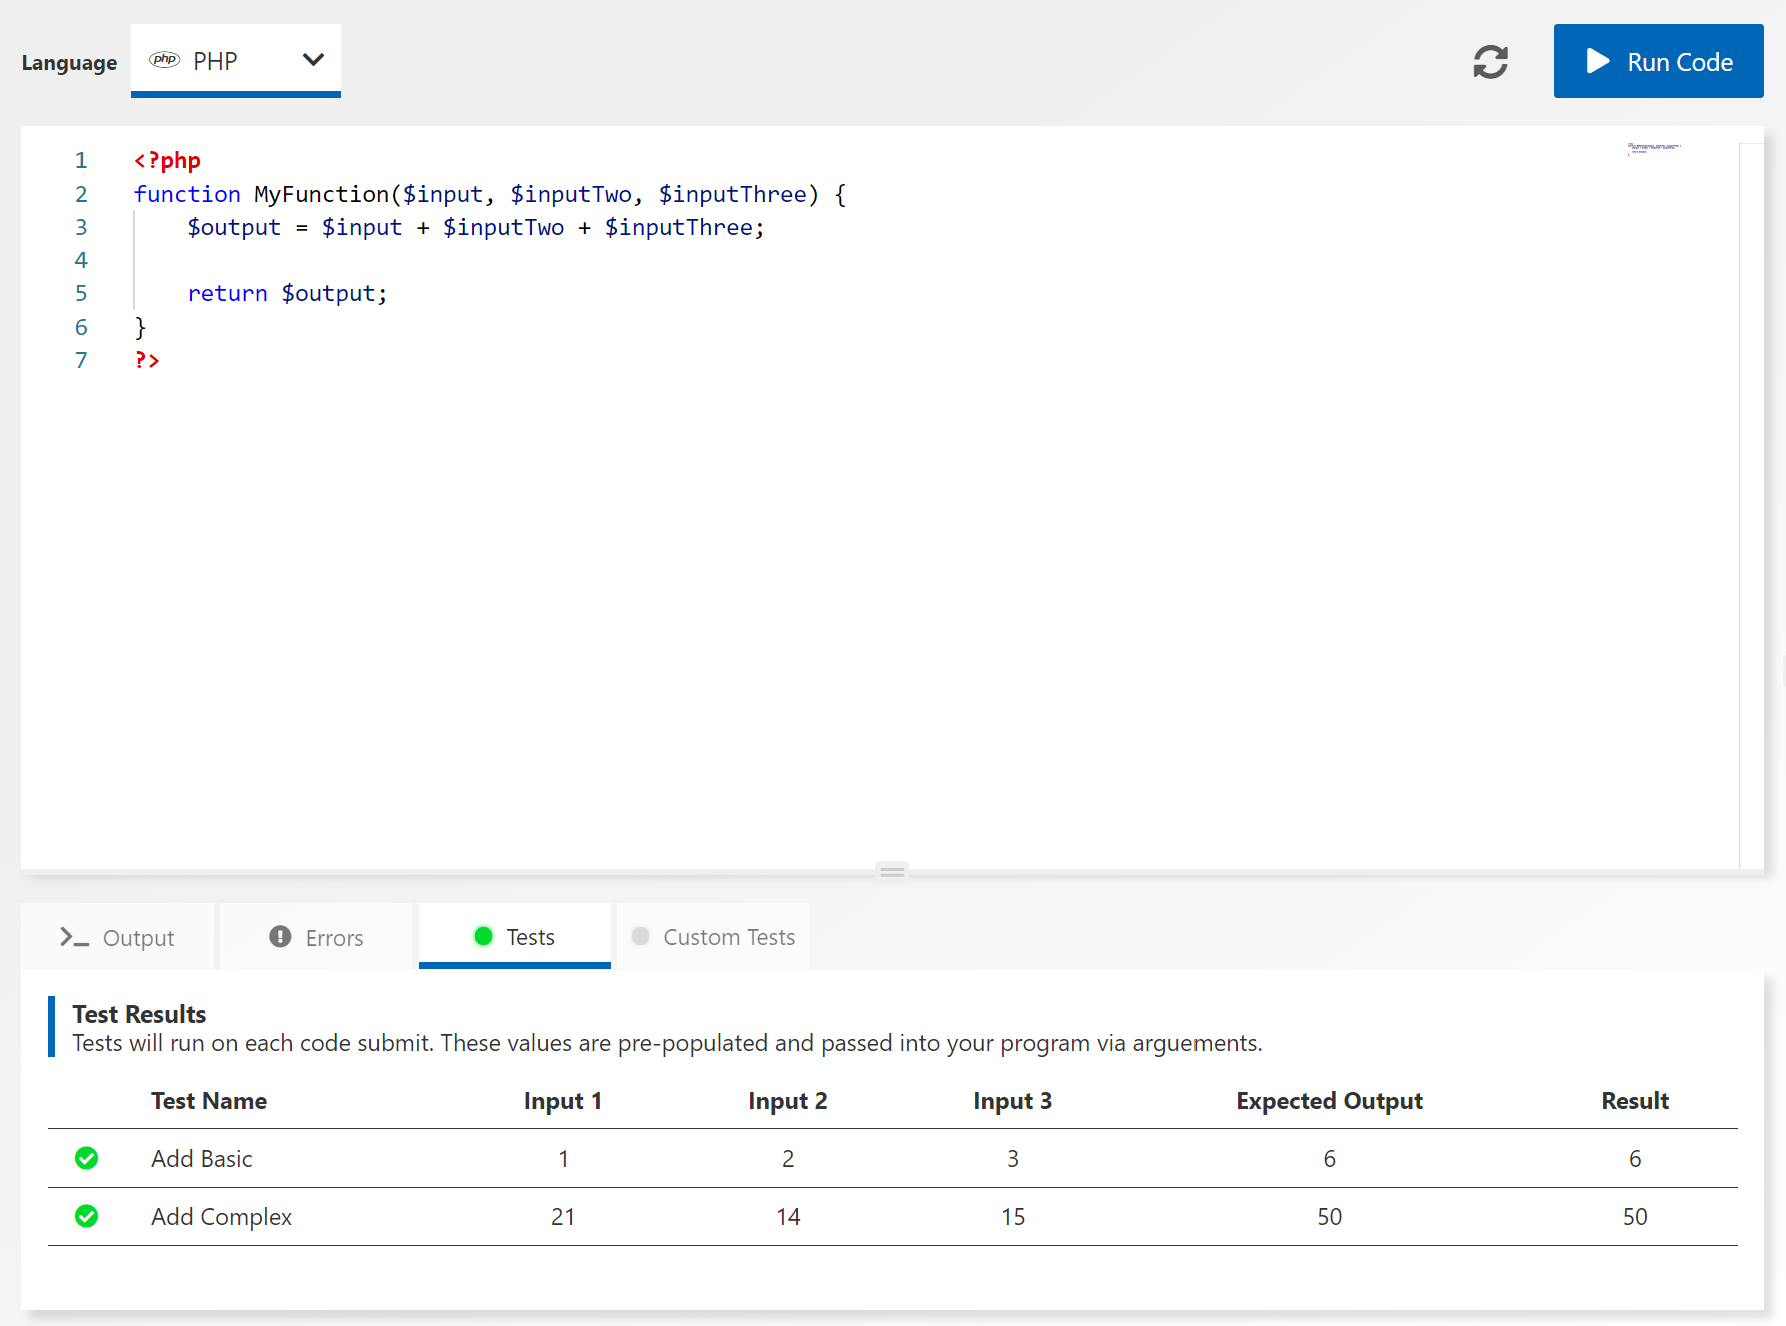 Language php PHP Run Code
1 <?php
2 function MyFunction($input, $inputTwo, $inputThree) {
3     $output = $input + $inputTwo + $inputThree;
4
5     return $output;
6 }
7 ?>
Output Errors Tests Custom Tests
Test Results
Tests will run on each code submit. These values are pre-populated and passed into your program via arguements.
Test Name Input 1 Input 2 Input 3 Expected Output Result
Add Basic 1 2 3 6 6
Add Complex 21 14 15 50 50